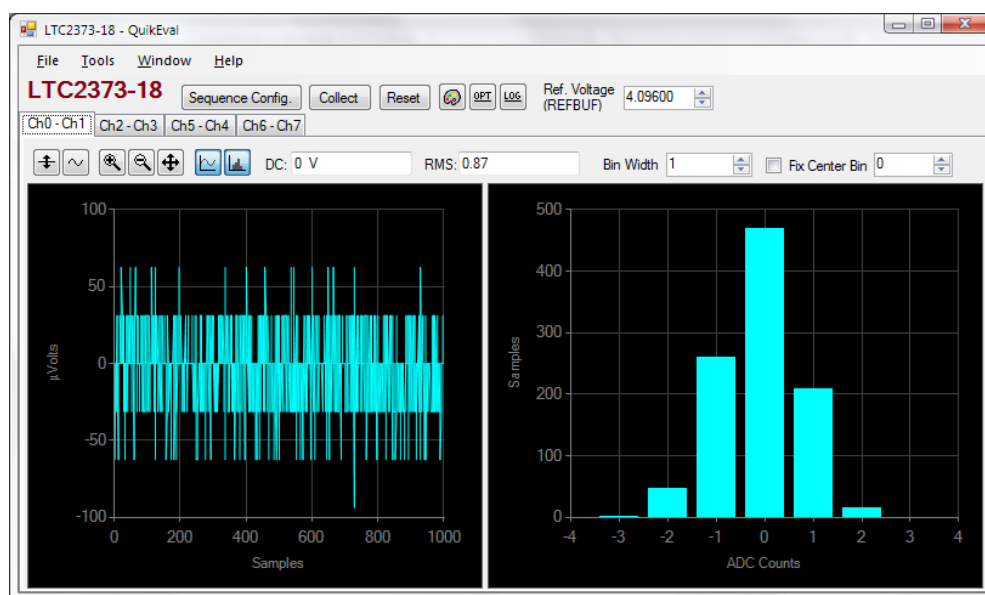 LTC2373-18 - QuikEval
File Tools Window Help
LTC2373-18 Sequence Config. Collect Reset OPT LOG Ref. Voltage (REFBUF) 4.09600
Ch0 - Ch1 Ch2 - Ch3 Ch5 - Ch4 Ch6 - Ch7
DC: 0 V RMS: 0.87 Bin Width 1 Fix Center Bin 0
100
50
0
-50
-100
µVolts
0 200 400 600 800 1000
Samples
500
400
300
200
100
0
Samples
-4 -3 -2 -1 0 1 2 3 4
ADC Counts